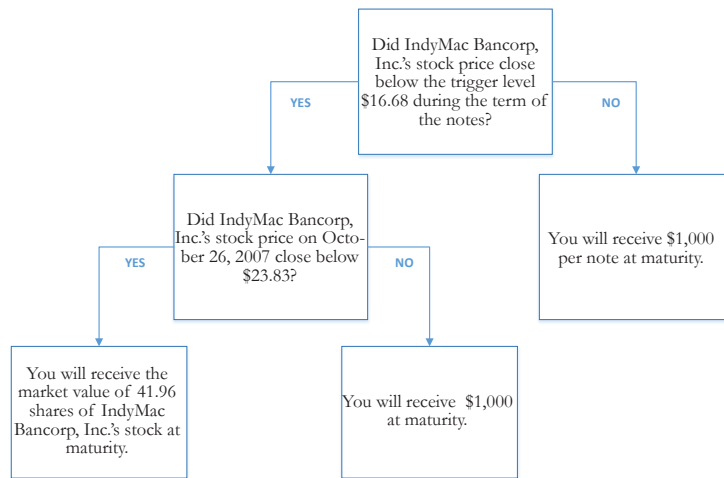 Did IndyMac Bancorp,
Inc.'s stock price close
below the trigger level
$16.68 during the term of
the notes?
YES
NO
Did IndyMac Bancorp,
Inc.'s stock price on Octo-
ber 26, 2007 close below
$23.83?
You will receive $1,000
per note at maturity.
YES
NO
You will receive the
market value of 41.96
shares of IndyMac
Bancorp, Inc.'s stock at
maturity.
You will receive $1,000
at maturity.